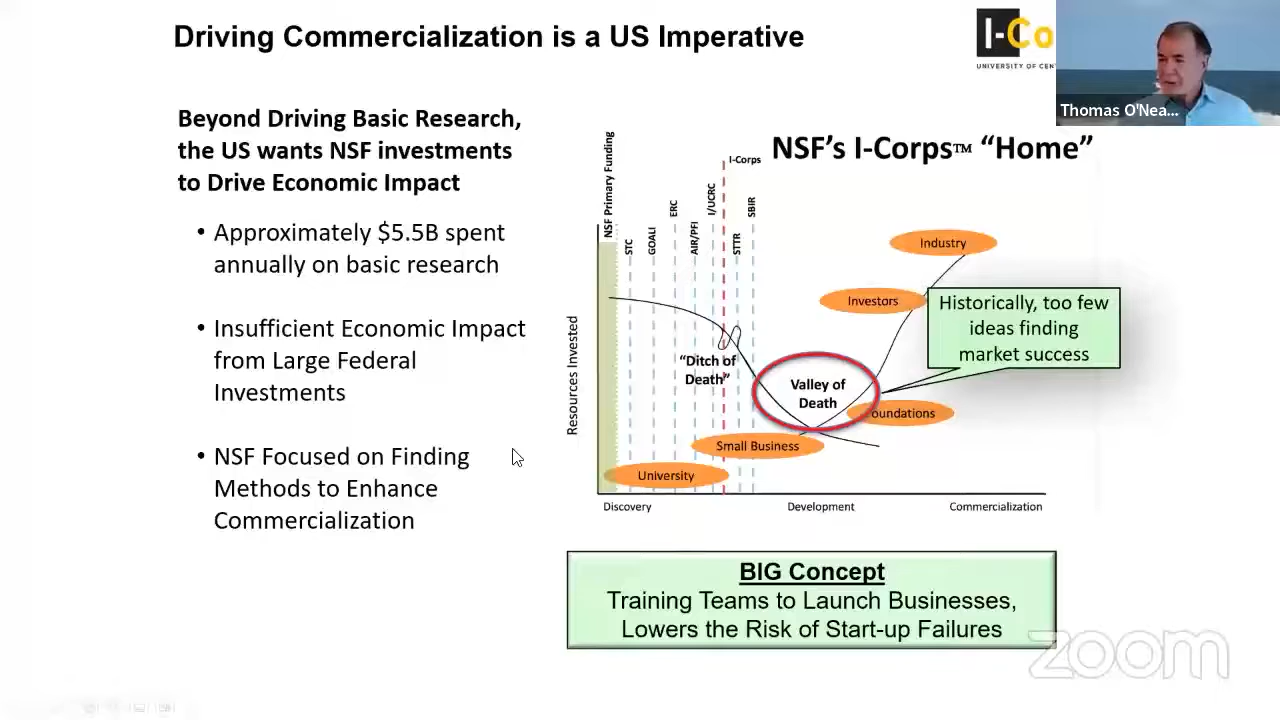 Driving Commercialization is a US Imperative
I-Co
UNIVERSITY OF CEN
Thomas O'Nea...
Beyond Driving Basic Research,
the US wants NSF investments
to Drive Economic Impact
• Approximately $5.5B spent
annually on basic research
• Insufficient Economic Impact
from Large Federal
Investments
• NSF Focused on Finding
Methods to Enhance
Commercialization
NSF's I-Corps™ “Home”
NSF Primary Funding
STC
GOALI
ERC
AIR/PFI
I/UCRC
I-Corps
STTR
SBIR
Resources Invested
Industry
Investors
Historically, too few
ideas finding
market success
“Ditch of
Death”
Valley of
Death
oundations
Small Business
University
Discovery
Development
Commercialization
BIG Concept
Training Teams to Launch Businesses,
Lowers the Risk of Start-up Failures
zoom